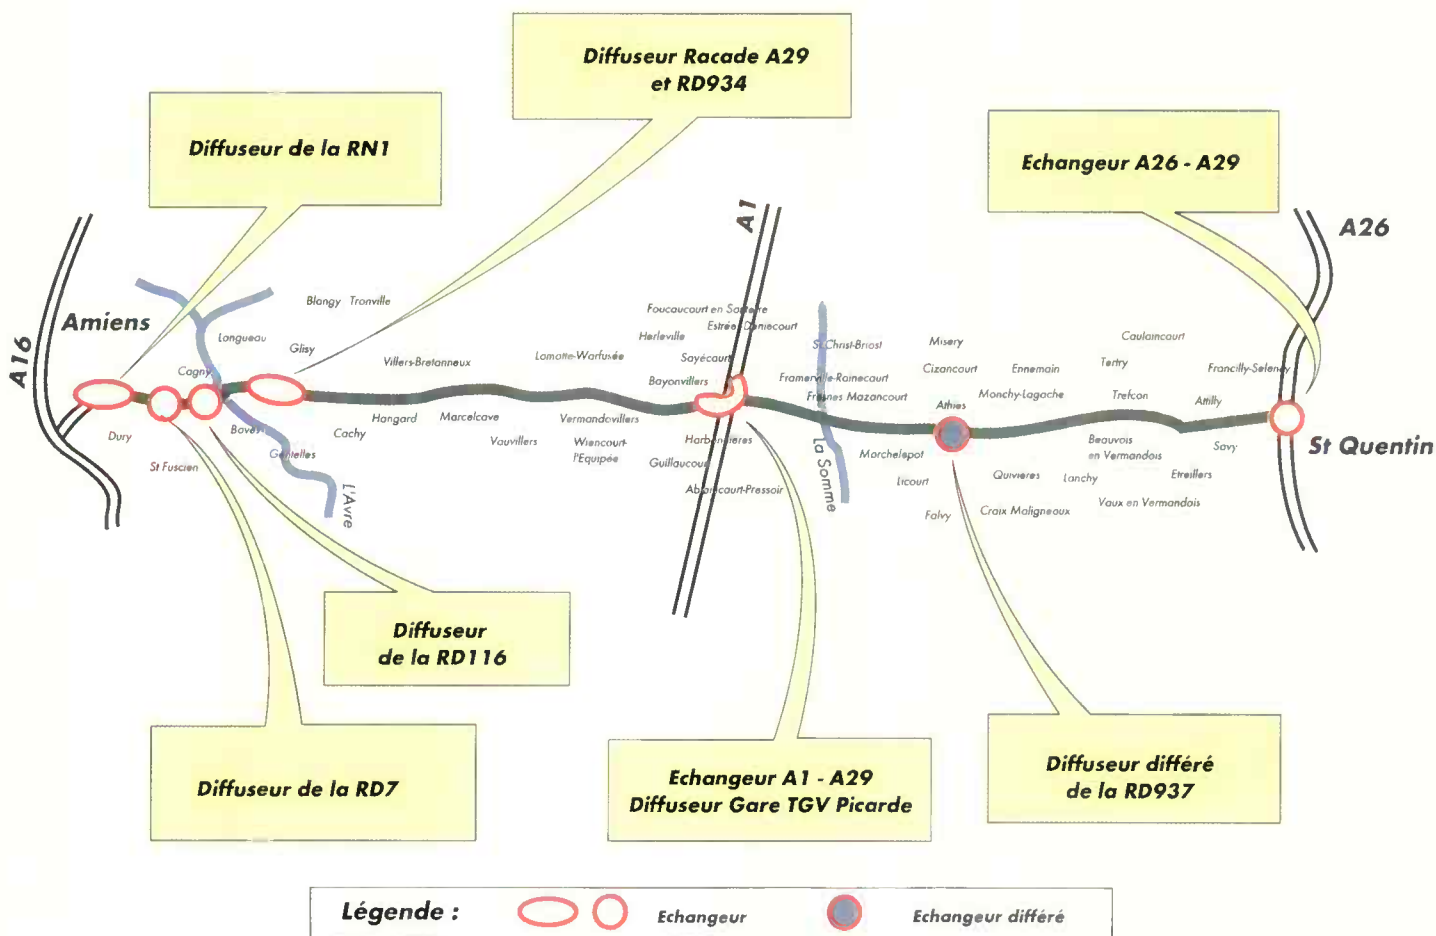 Diffuseur Racade A29
et RD934
Diffuseur de la RN1
Echangeur A26 - A29
A16
Amiens
A1
A26
Blangy Tronville
Longueau
Glisy
Cagny
Villers-Bretonneux
Lamotte-Warfusée
Foucaucourt en Santerre
Estrées Deniecourt
Herleville
Sayécourt
Bayonvillers
St Christ-Briost
Framerville-Rainecourt
Fresnes Mazancourt
Misery
Cizancourt
Athies
Ennemain
Monchy-Lagache
Caulaincourt
Tertry
Trefcon
Francilly-Selency
Attilly
Dury
St Fuscien
Boves
Gentelles
L'Avre
Cachy
Hangard
Marcelcave
Vauvillers
Vermandovillers
Wiencourt-
l'Equipée
Harbonnières
Guillaucour
Ablaincourt-Pressoir
La Somme
Morchelepot
Licourt
Falvy
Quivieres
Croix Moligneaux
Lanchy
Beauvois
en Vermandois
Vaux en Vermandois
Etreillers
Savy
St Quentin
Diffuseur
de la RD116
Diffuseur de la RD7
Echangeur A1 - A29
Diffuseur Gare TGV Picarde
Diffuseur différé
de la RD937
Légende :
Echangeur
Echangeur différé